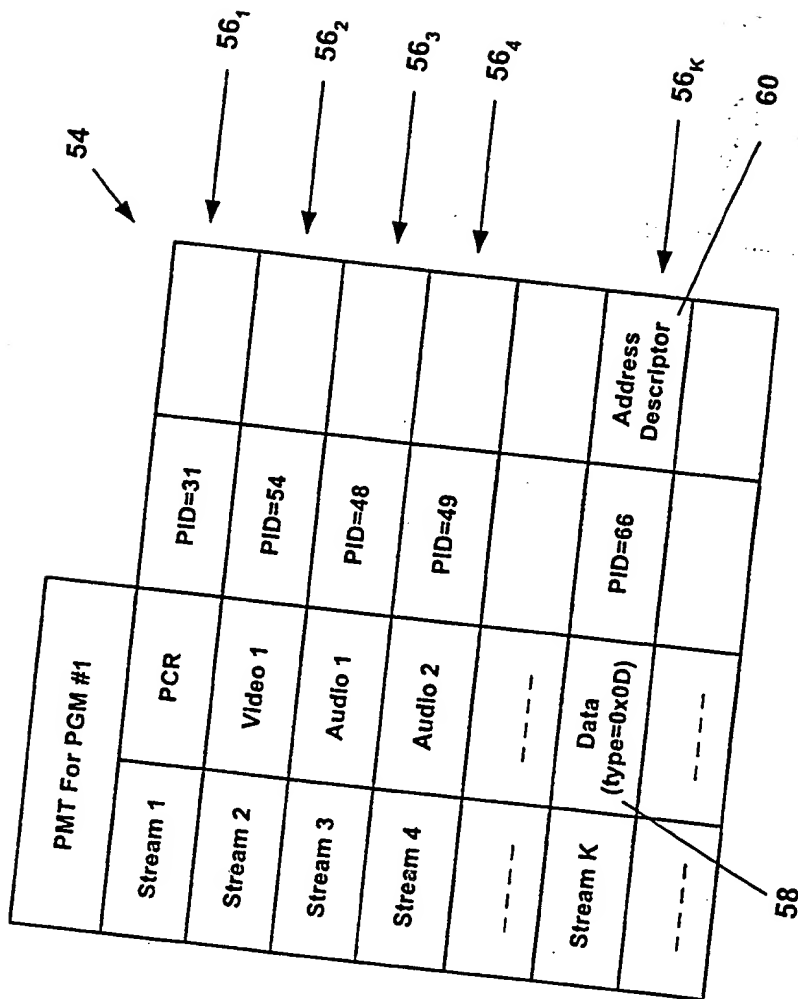 54
PMT For PGM #1
Stream 1 PCR PID=31 56₁
Stream 2 Video 1 PID=54 56₂
Stream 3 Audio 1 PID=48 56₃
Stream 4 Audio 2 PID=49 56₄
---- ----
Stream K Data (type=0x0D) PID=66 Address Descriptor 56K
---- ----
58
60